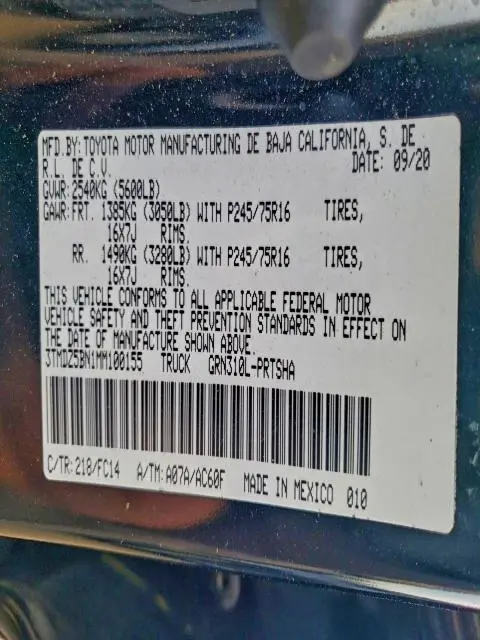 MFD.BY:TOYOTA MOTOR MANUFACTURING DE BAJA CALIFORNIA, S. DE
R.L. DE C.V. DATE: 09/20
GVWR:2540KG (5600LB)
GAWR:FRT. 1385KG (3050LB) WITH P245/75R16 TIRES,
16X7J RIMS.
RR. 1490KG (3280LB) WITH P245/75R16 TIRES,
16X7J RIMS.
THIS VEHICLE CONFORMS TO ALL APPLICABLE FEDERAL MOTOR
VEHICLE SAFETY AND THEFT PREVENTION STANDARDS IN EFFECT ON
THE DATE OF MANUFACTURE SHOWN ABOVE.
3TMDZ5BN1MM100155 TRUCK GRN310L-PRTSHA
C/TR:218/FC14 A/TM:A07A/AC60F MADE IN MEXICO 010